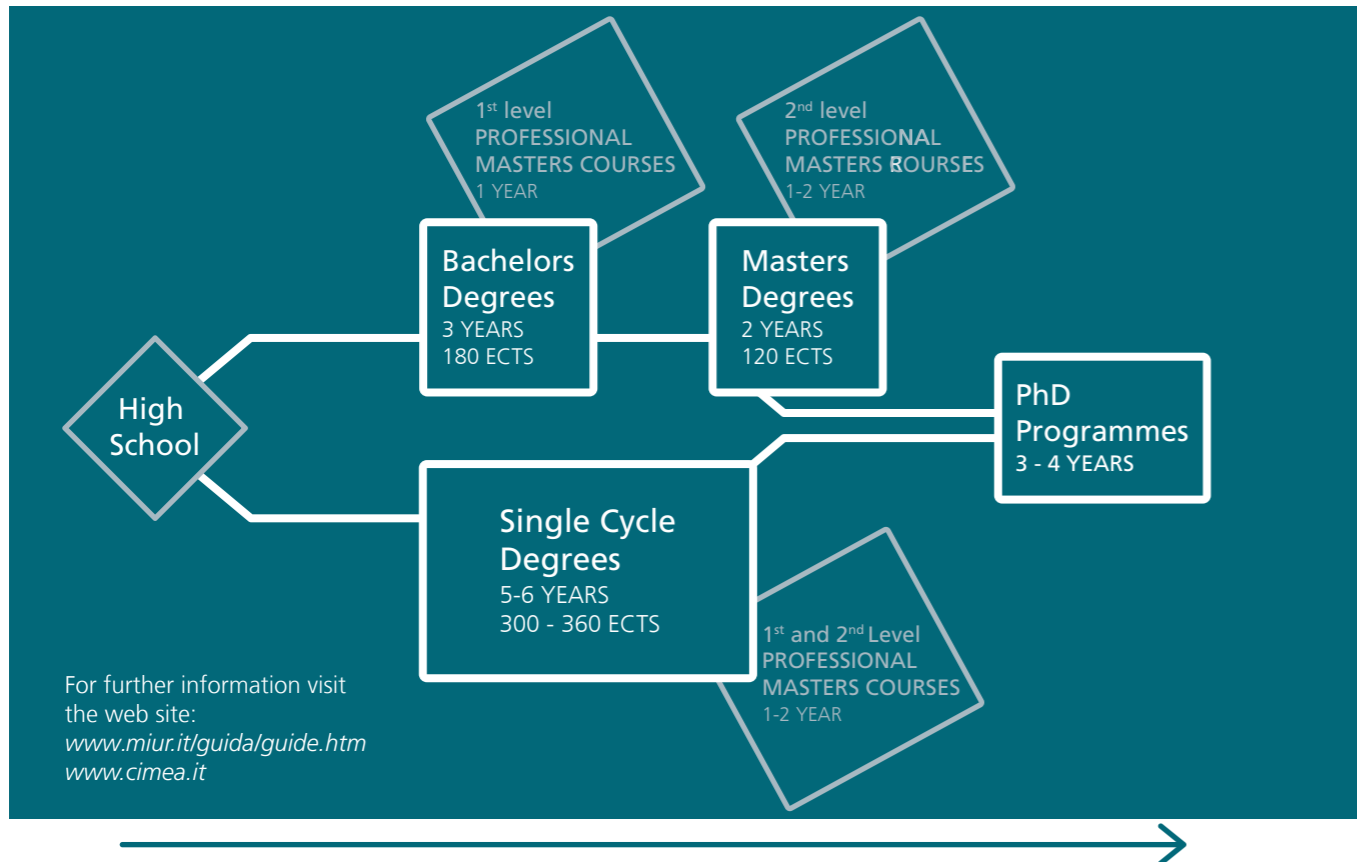 1st level
PROFESSIONAL
MASTERS COURSES
1 YEAR
2nd level
PROFESSIONAL
MASTERS ROURSES
1-2 YEAR
Bachelors
Degrees
3 YEARS
180 ECTS
Masters
Degrees
2 YEARS
120 ECTS
High
School
PhD
Programmes
3 - 4 YEARS
Single Cycle
Degrees
5-6 YEARS
300 - 360 ECTS
1st and 2nd Level
PROFESSIONAL
MASTERS COURSES
1-2 YEAR
For further information visit
the web site:
www.miur.it/guida/guide.htm
www.cimea.it